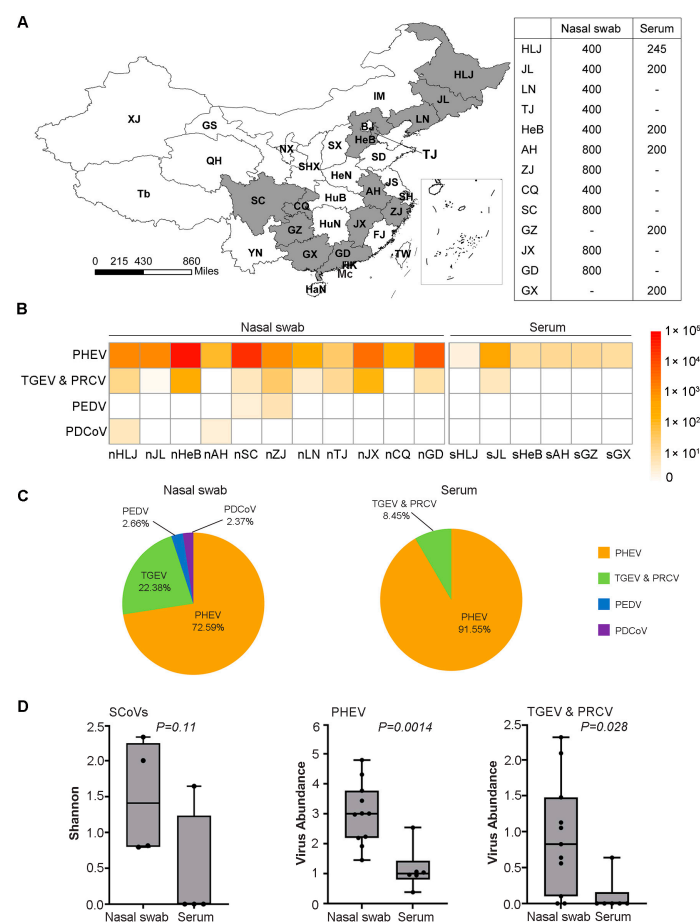 A
HLJ
JL
IM
LN
XJ
GS
BJ
HeB
TJ
NX
SX
SD
QH
SHX
HeN
JS
Tb
SC
AH
SH
HuB
CQ
ZJ
HuN
JX
GZ
FJ
YN
GX
GD
TW
HK
Mc
HaN
0 215 430 860
Miles
Nasal swab Serum
HLJ 400 245
JL 400 200
LN 400 -
TJ 400 -
HeB 400 200
AH 800 200
ZJ 800 -
CQ 400 -
SC 800 -
GZ - 200
JX 800 -
GD 800 -
GX - 200
B
Nasal swab Serum
PHEV
TGEV & PRCV
PEDV
PDCoV
nHLJ nJL nHeB nAH nSC nZJ nLN nTJ nJX nCQ nGD sHLJ sJL sHeB sAH sGZ sGX
1× 10⁵
1× 10⁴
1× 10³
1× 10²
1× 10¹
0
C
Nasal swab
Serum
PEDV
2.66%
PDCoV
2.37%
TGEV
22.38%
PHEV
72.59%
TGEV & PRCV
8.45%
PHEV
91.55%
PHEV
TGEV & PRCV
PEDV
PDCoV
D
SCoVs
P=0.11
Shannon
2.5
2.0
1.5
1.0
0.5
0.0
Nasal swab Serum
PHEV
P=0.0014
Virus Abundance
6
5
4
3
2
1
0
Nasal swab Serum
TGEV & PRCV
P=0.028
Virus Abundance
2.5
2.0
1.5
1.0
0.5
0.0
Nasal swab Serum